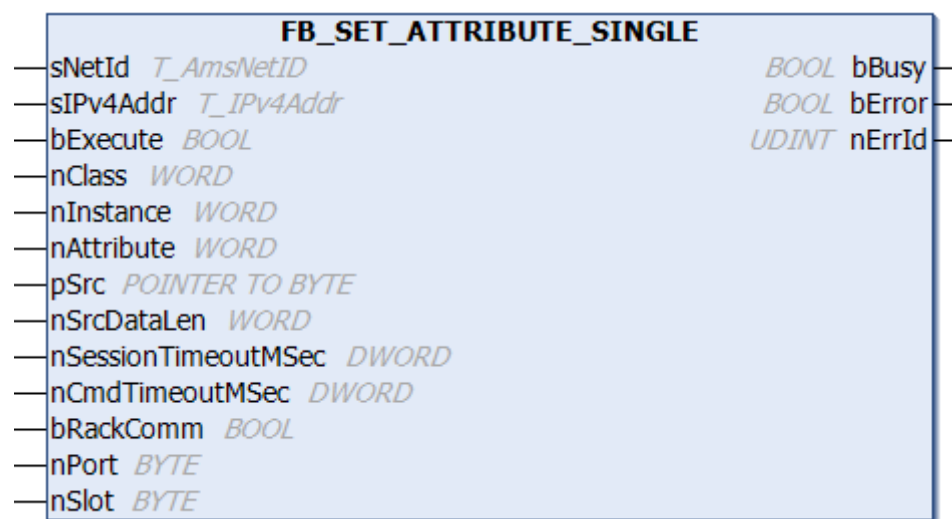 FB_SET_ATTRIBUTE_SINGLE
sNetId T_AmsNetID BOOL bBusy
sIPv4Addr T_IPv4Addr BOOL bError
bExecute BOOL UDINT nErrId
nClass WORD
nInstance WORD
nAttribute WORD
pSrc POINTER TO BYTE
nSrcDataLen WORD
nSessionTimeoutMSec DWORD
nCmdTimeoutMSec DWORD
bRackComm BOOL
nPort BYTE
nSlot BYTE